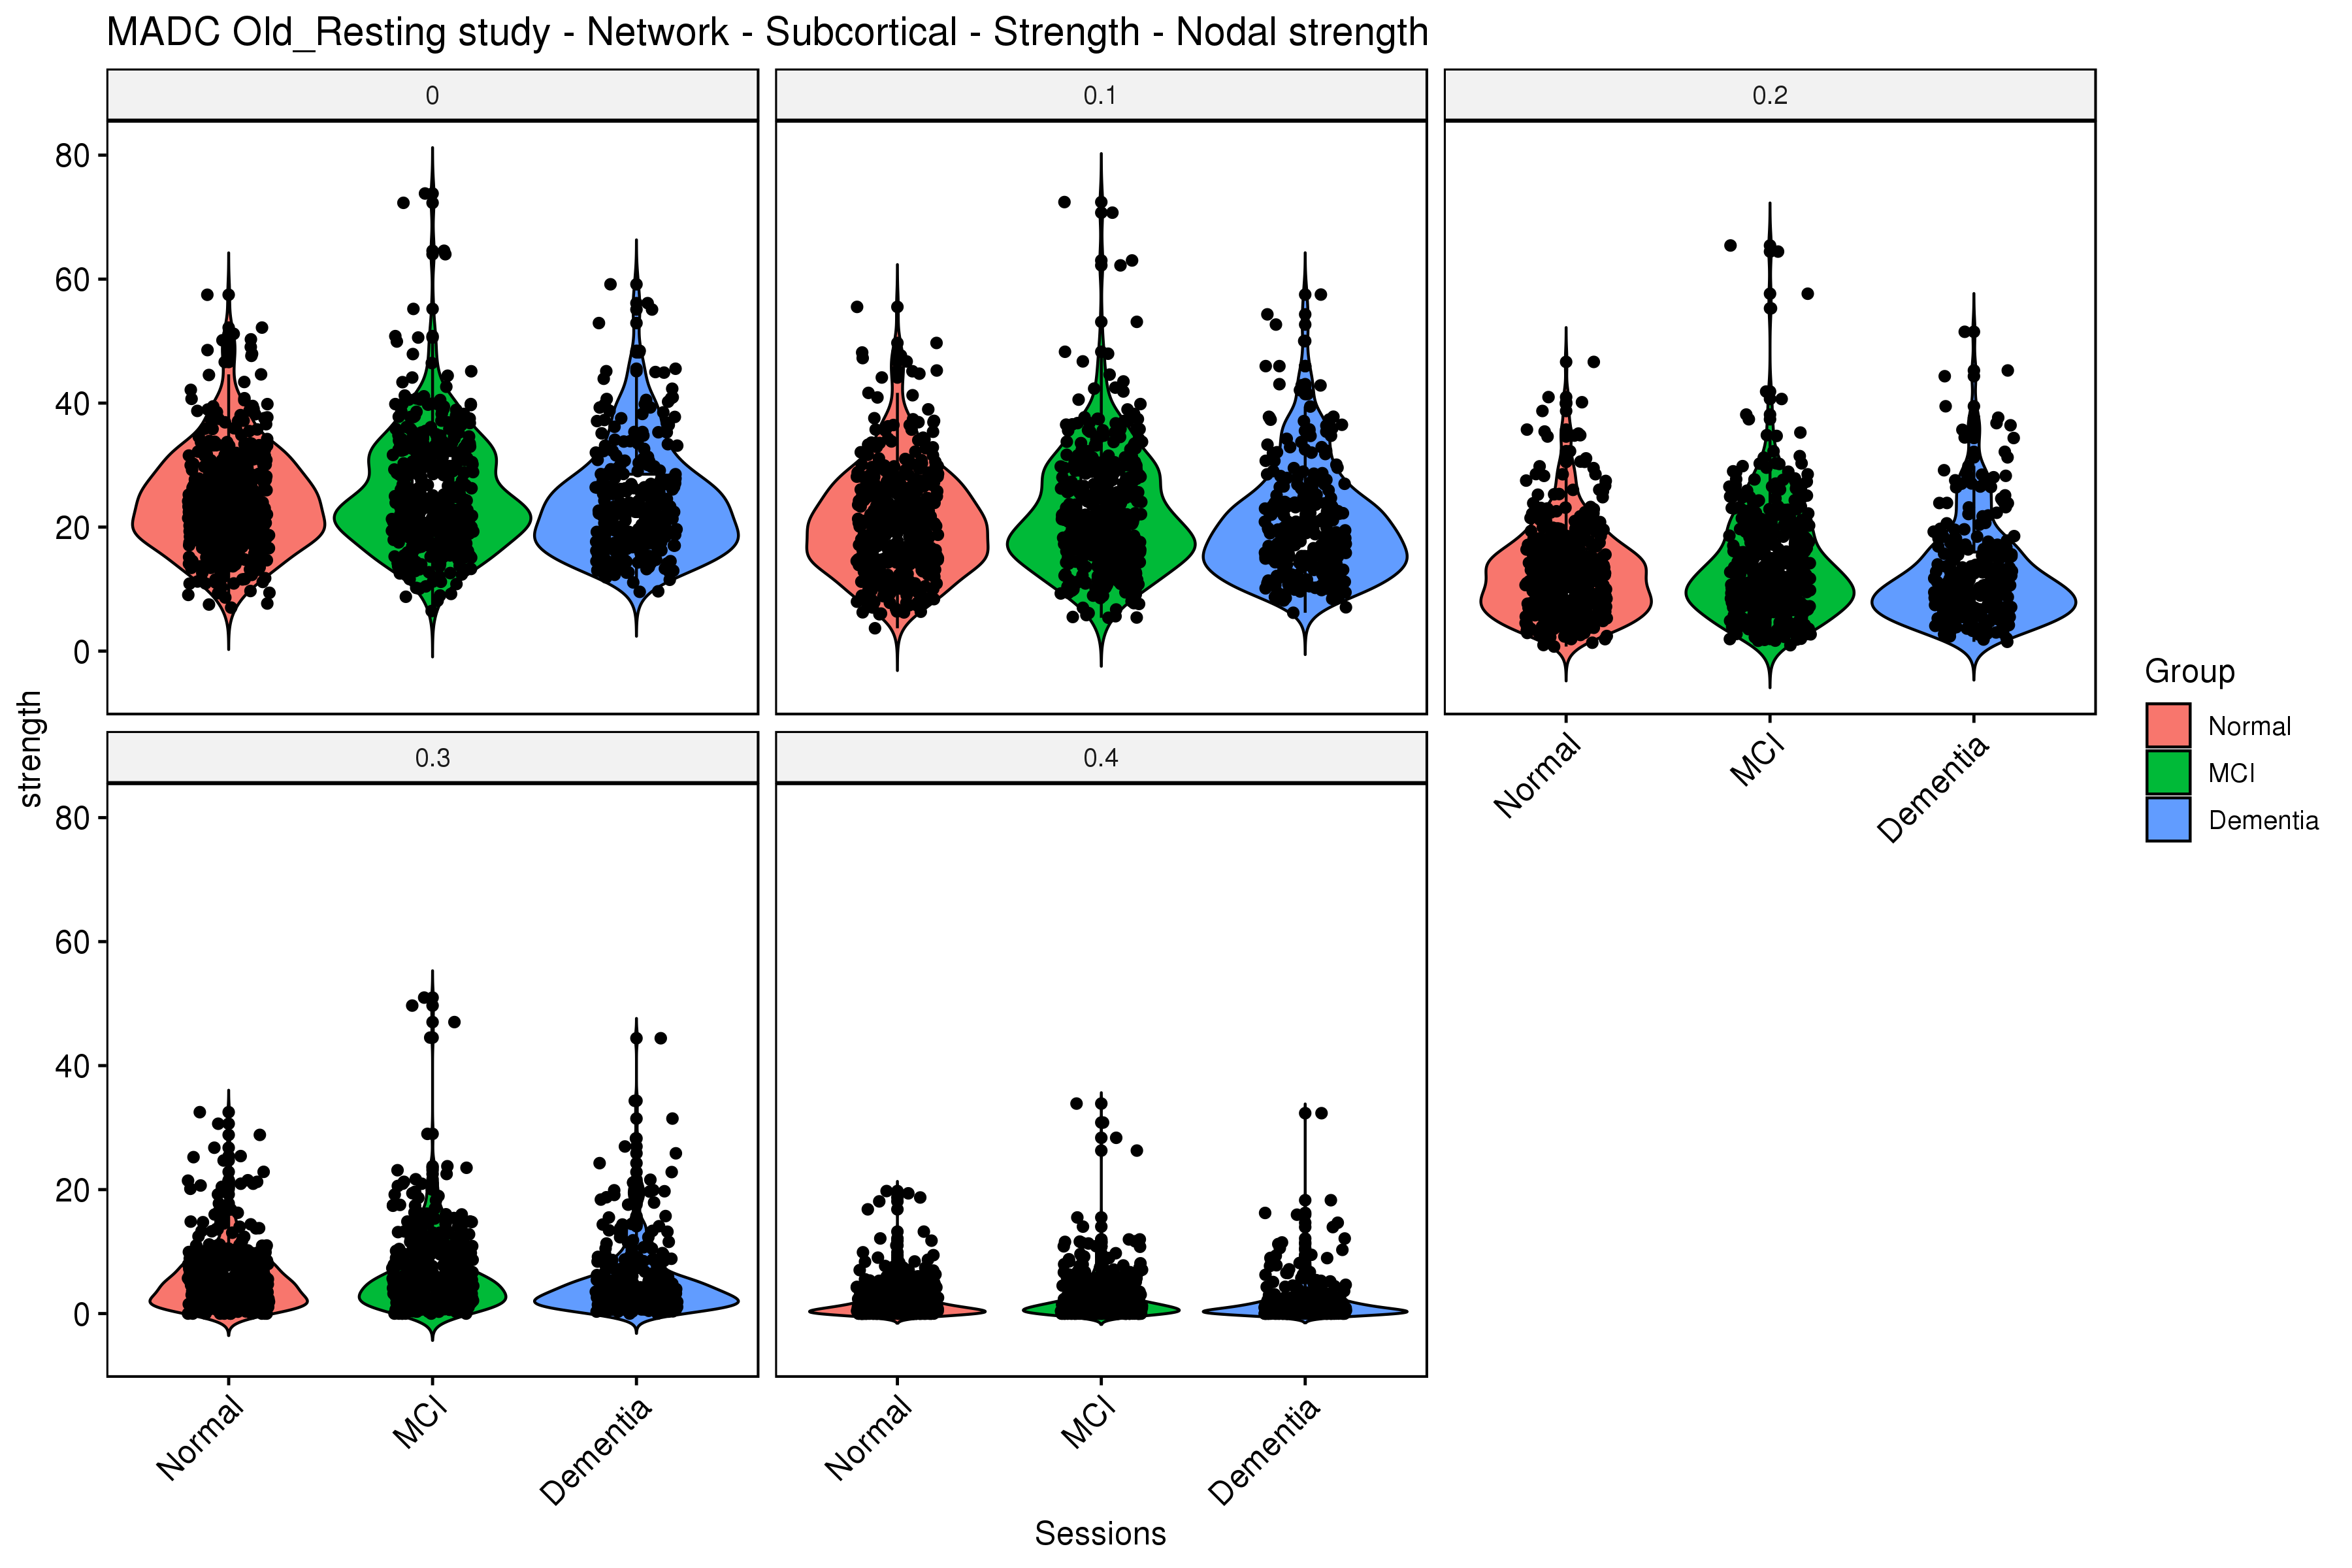 MADC Old_Resting study - Network - Subcortical - Strength - Nodal strength
0
0.1
0.2
80
60
40
20
0
Normal
MCI
Dementia
strength
Group
Normal
MCI
Dementia
0.3
0.4
80
60
40
20
0
Normal
MCI
Dementia
Normal
MCI
Dementia
Sessions